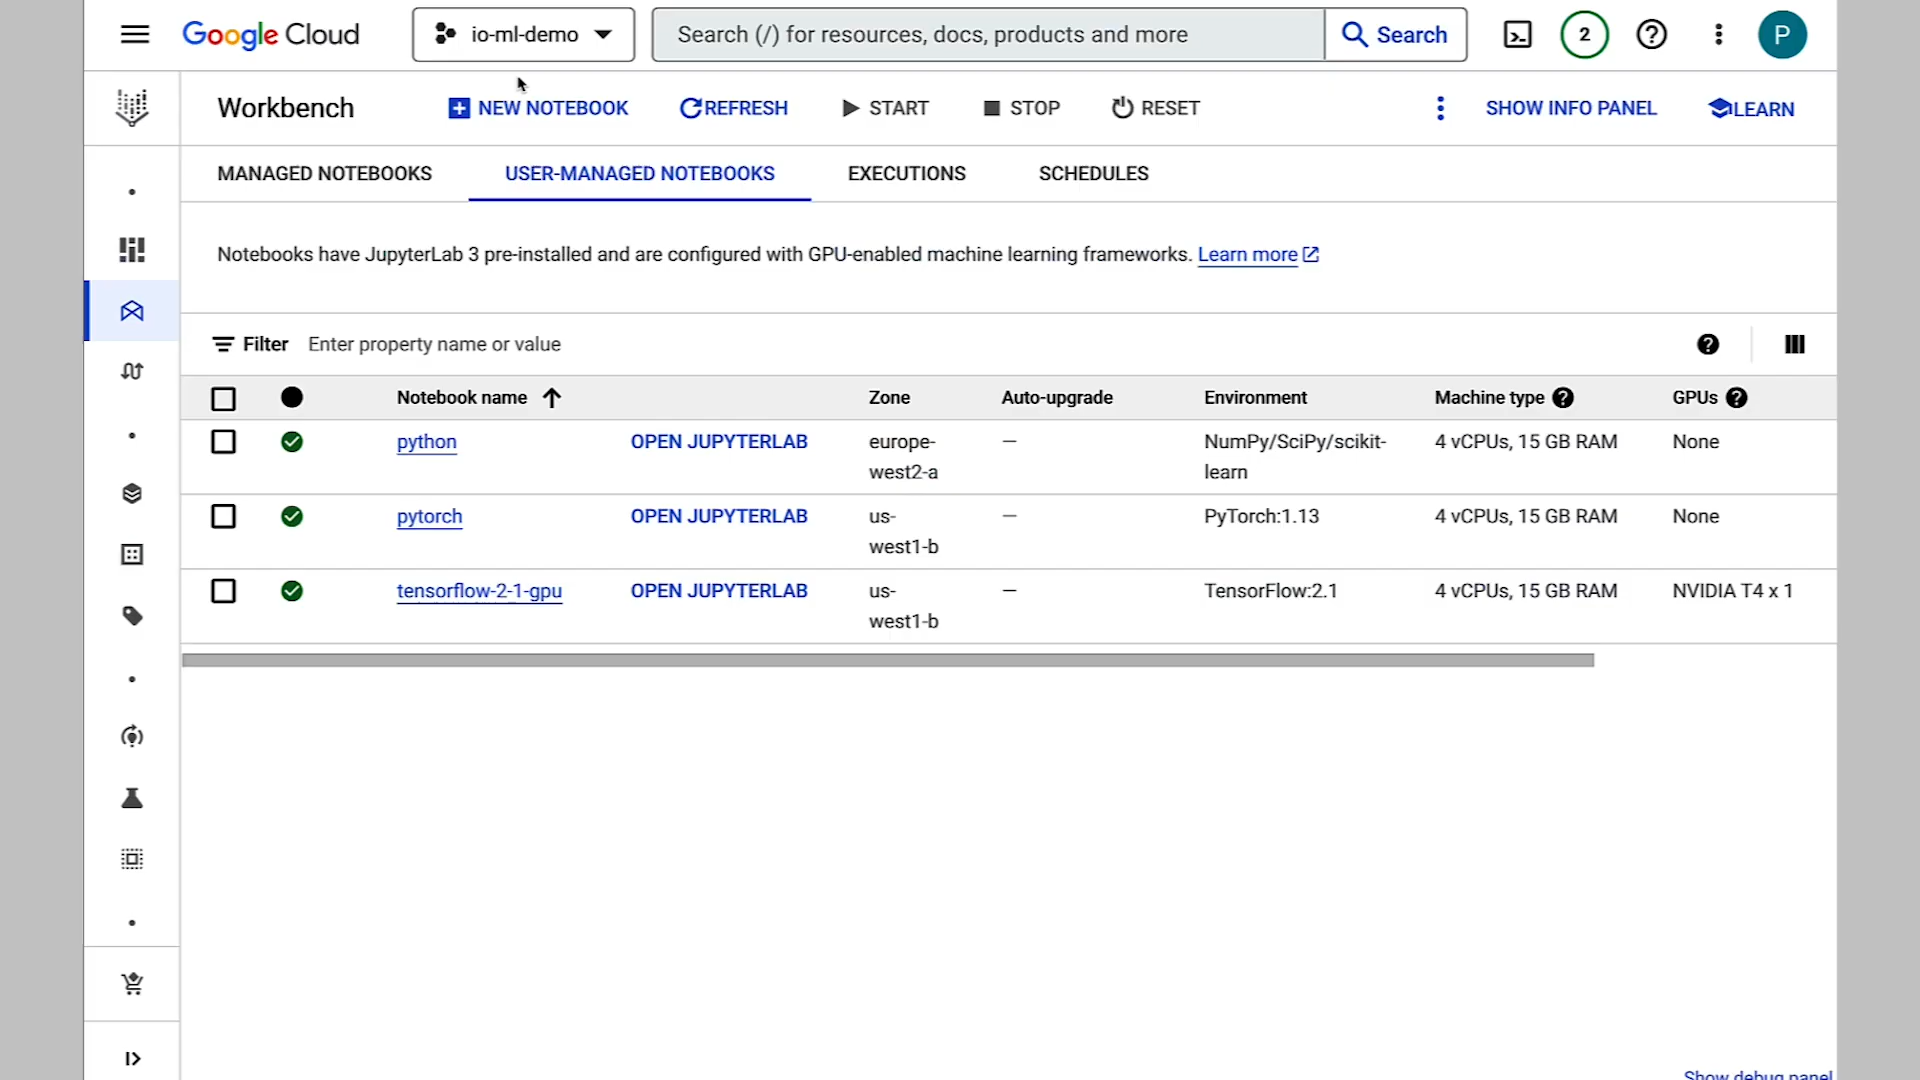 Google Cloud
io-ml-demo
Search (/) for resources, docs, products and more
Search
2
P
Workbench
NEW NOTEBOOK
REFRESH
START
STOP
RESET
SHOW INFO PANEL
LEARN
MANAGED NOTEBOOKS
USER-MANAGED NOTEBOOKS
EXECUTIONS
SCHEDULES
Notebooks have JupyterLab 3 pre-installed and are configured with GPU-enabled machine learning frameworks. Learn more
Filter Enter property name or value
Notebook name
Zone
Auto-upgrade
Environment
Machine type
GPUs
python
OPEN JUPYTERLAB
europe-
west2-a
—
NumPy/SciPy/scikit-
learn
4 vCPUs, 15 GB RAM
None
pytorch
OPEN JUPYTERLAB
us-
west1-b
—
PyTorch:1.13
4 vCPUs, 15 GB RAM
None
tensorflow-2-1-gpu
OPEN JUPYTERLAB
us-
west1-b
—
TensorFlow:2.1
4 vCPUs, 15 GB RAM
NVIDIA T4 x 1
Show debug panel